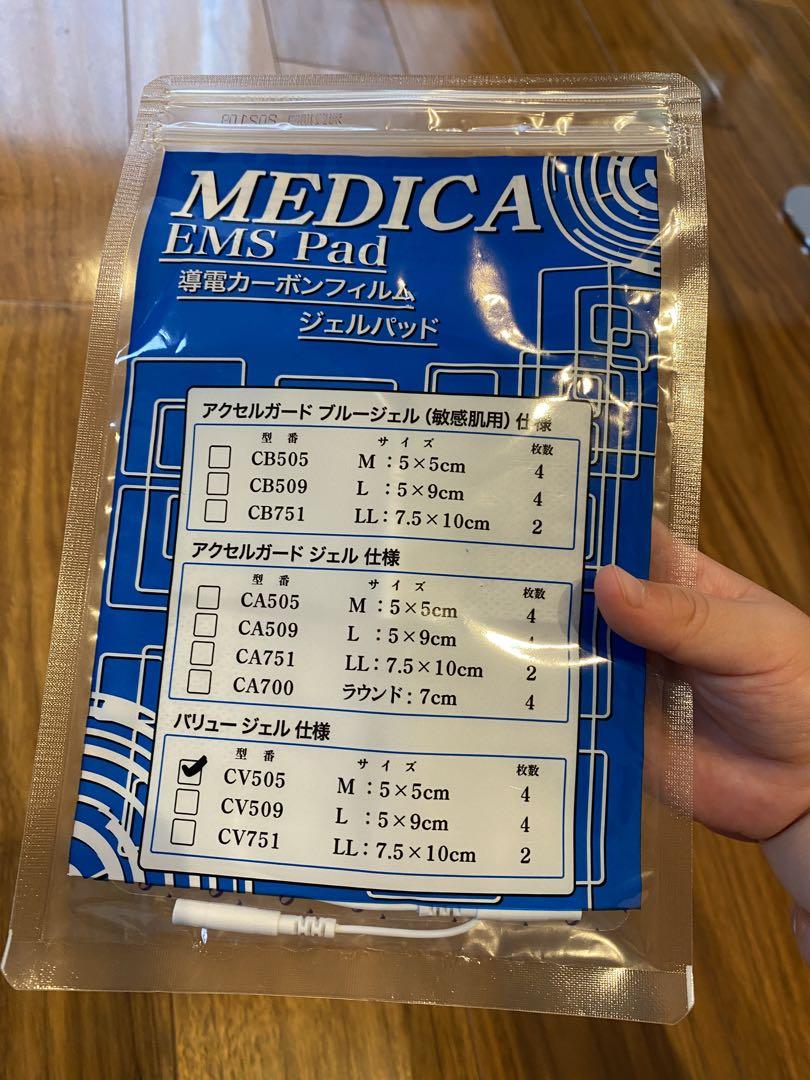 MEDICA
EMS Pad
導電カーボンフィルム
ジェルパッド
アクセルガード ブルージェル（敏感肌用）仕様
型番 サイズ 枚数
CB505 M：5×5cm 4
CB509 L：5×9cm 4
CB751 LL：7.5×10cm 2
アクセルガード ジェル 仕様
型番 サイズ 枚数
CA505 M：5×5cm 4
CA509 L：5×9cm
CA751 LL：7.5×10cm 2
CA700 ラウンド：7cm 4
バリュー ジェル 仕様
型番 サイズ 枚数
CV505 M：5×5cm 4
CV509 L：5×9cm 4
CV751 LL：7.5×10cm 2